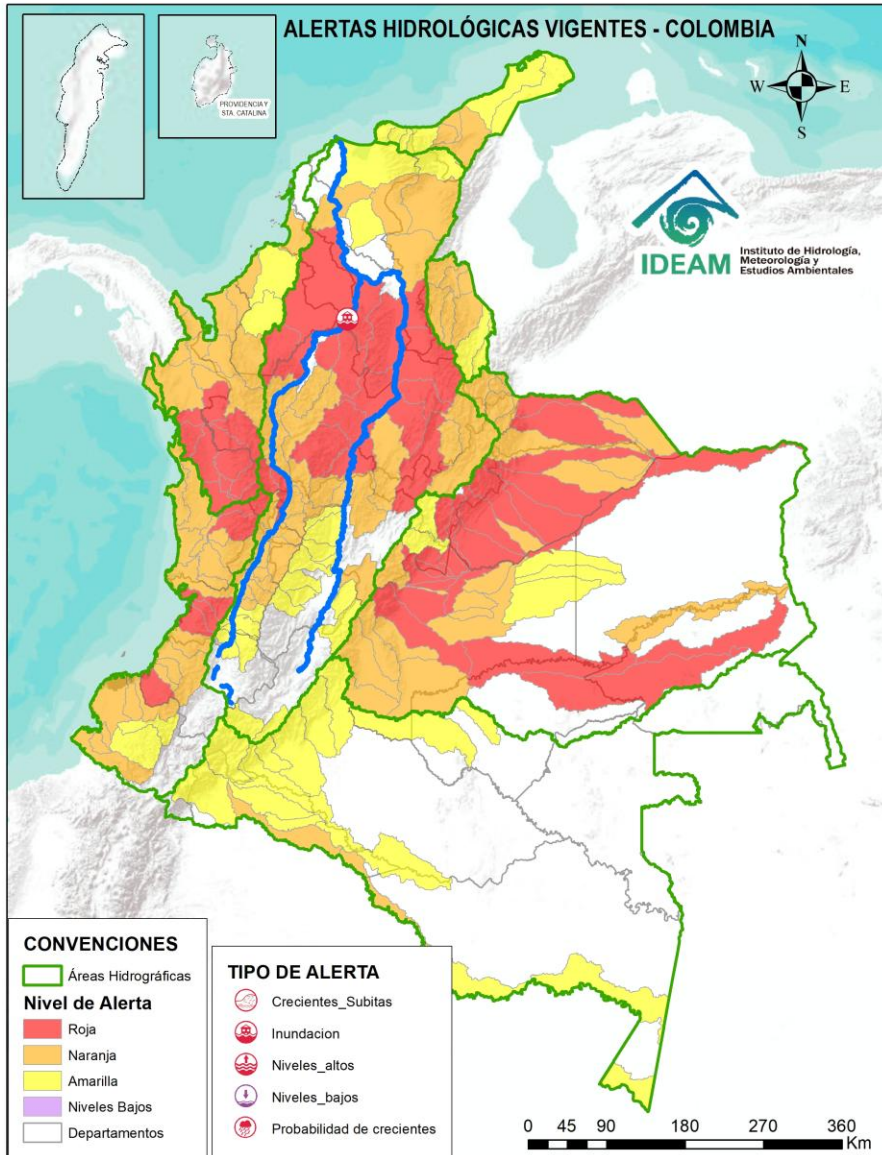 ALERTAS HIDROLÓGICAS VIGENTES - COLOMBIA
PROVIDENCIA Y
STA. CATALINA
N
W
E
S
IDEAM
Instituto de Hidrología,
Meteorología y
Estudios Ambientales
CONVENCIONES
Áreas Hidrográficas
Nivel de Alerta
Roja
Naranja
Amarilla
Niveles Bajos
Departamentos
TIPO DE ALERTA
Crecientes_Subitas
Inundacion
Niveles_altos
Niveles_bajos
Probabilidad de crecientes
0 45 90 180 270 360
Km